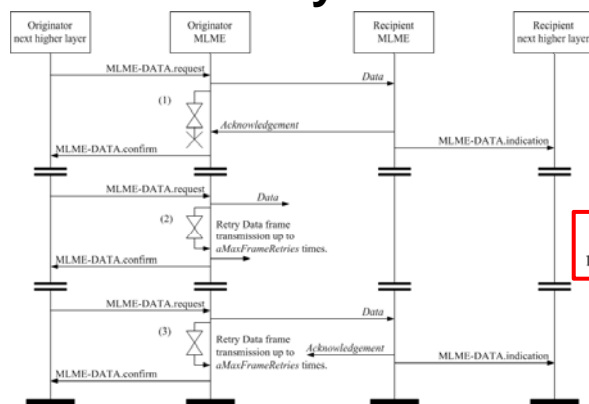 y
Originator
next higher layer
Originator
MLME
Recipient
MLME
Recipient
next higher layer
MLME-DATA.request
Data
(1)
Acknowledgement
MLME-DATA.confirm
MLME-DATA.indication
MLME-DATA.request
Data
(2)
Retry Data frame
transmission up to
aMaxFrameRetries times.
MLME-DATA.confirm
MLME-DATA.request
Data
(3)
Retry Data frame
transmission up to
aMaxFrameRetries times.
Acknowledgement
MLME-DATA.indication
MLME-DATA.confirm